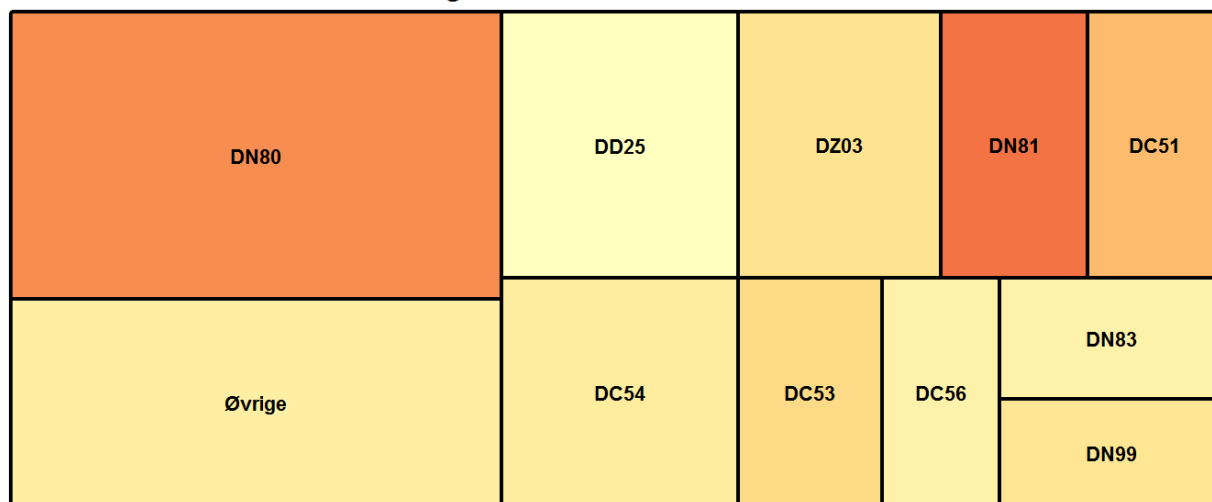 DN80
DD25
DZ03
DN81
DC51
Øvrige
DC54
DC53
DC56
DN83
DN99